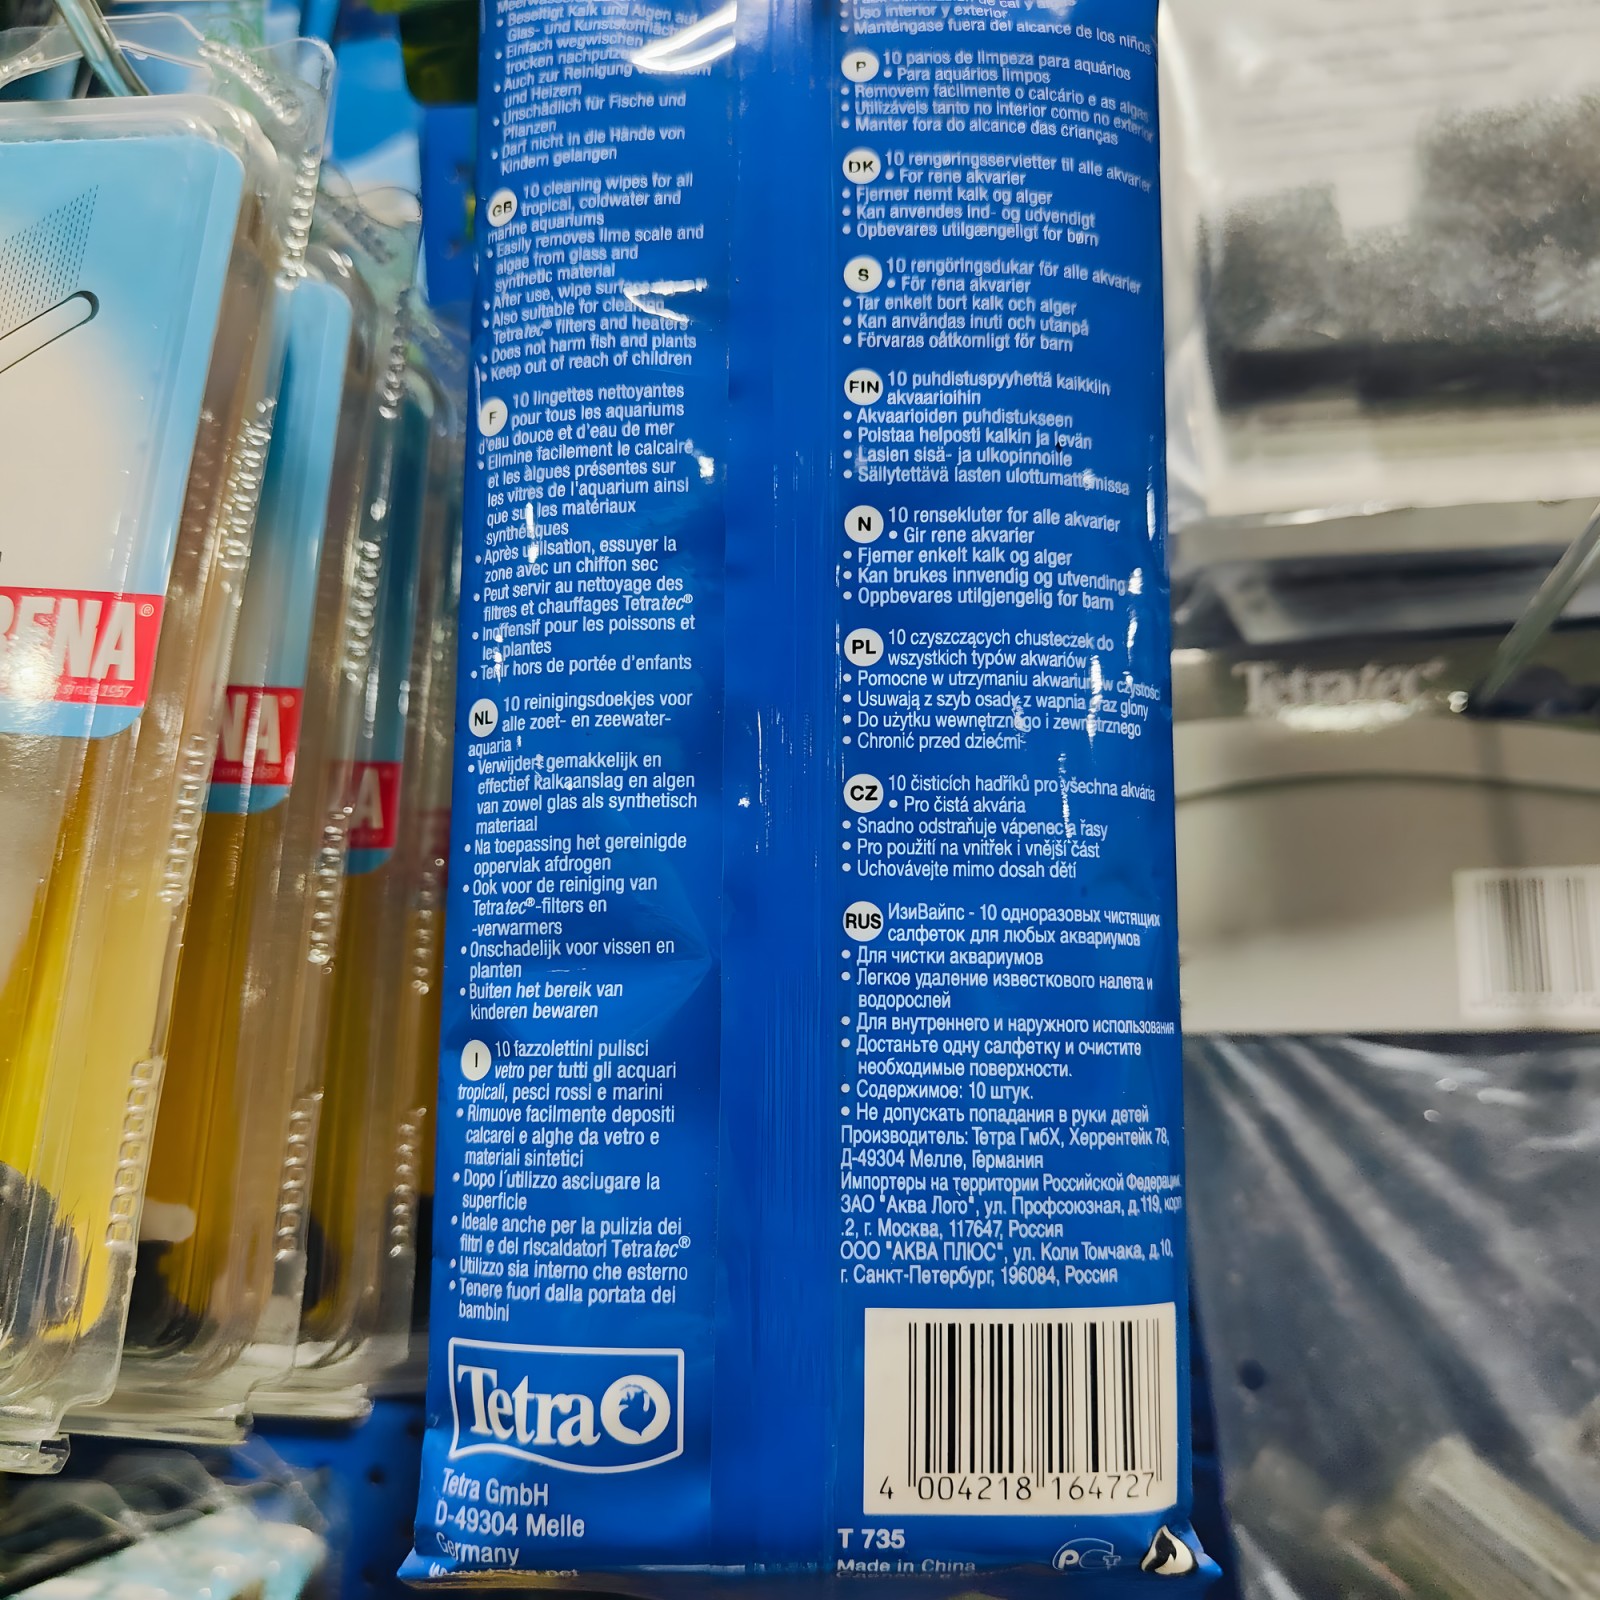 • Beseitigt Kalk und Algen auf
Glas- und Kunststoffflächen
• Einfach wegwischen
trocken nachputzen
• Auch zur Reinigung von Filtern
und Heizern
• Unschädlich für Fische und
Pflanzen
• Darf nicht in die Hände von
Kindern gelangen
GB 10 cleaning wipes for all
tropical, coldwater and
marine aquariums
• Easily removes lime scale and
algae from glass and
synthetic material
• After use, wipe surface
• Also suitable for cleaning
Tetratec® filters and heaters
• Does not harm fish and plants
• Keep out of reach of children
F 10 lingettes nettoyantes
pour tous les aquariums
d'eau douce et d'eau de mer
• Elimine facilement le calcaire
et les algues présentes sur
les vitres de l'aquarium ainsi
que sur les matériaux
synthétiques
• Après utilisation, essuyer la
zone avec un chiffon sec
• Peut servir au nettoyage des
filtres et chauffages Tetratec®
• Inoffensif pour les poissons et
les plantes
• Tenir hors de portée d'enfants
NL 10 reinigingsdoekjes voor
alle zoet- en zeewater-
aquaria
• Verwijdert gemakkelijk en
effectief kalkaanslag en algen
van zowel glas als synthetisch
materiaal
• Na toepassing het gereinigde
oppervlak afdrogen
• Ook voor de reiniging van
Tetratec®-filters en
-verwarmers
• Onschadelijk voor vissen en
planten
• Buiten het bereik van
kinderen bewaren
I 10 fazzolettini pulisci
vetro per tutti gli acquari
tropicali, pesci rossi e marini
• Rimuove facilmente depositi
calcarei e alghe da vetro e
materiali sintetici
• Dopo l'utilizzo asciugare la
superficie
• Ideale anche per la pulizia dei
filtri e dei riscaldatori Tetratec®
• Utilizzo sia interno che esterno
• Tenere fuori dalla portata dei
bambini
Tetra
Tetra GmbH
D-49304 Melle
Germany
• Uso interior y exterior
• Manténgase fuera del alcance de los niños
P 10 panos de limpeza para aquários
• Para aquários limpos
• Removem facilmente o calcário e as algas
• Utilizáveis tanto no interior como no exterior
• Manter fora do alcance das crianças
DK 10 rengøringsservietter til alle akvarier
• For rene akvarier
• Fjerner nemt kalk og alger
• Kan anvendes ind- og udvendigt
• Opbevares utilgængeligt for børn
S 10 rengöringsdukar för alle akvarier
• För rena akvarier
• Tar enkelt bort kalk och alger
• Kan användas inuti och utanpå
• Förvaras oåtkomligt för barn
FIN 10 puhdistuspyyhettä kaikkiin
akvaarioihin
• Akvaarioiden puhdistukseen
• Poistaa helposti kalkin ja levän
• Lasien sisä- ja ulkopinnoille
• Säilytettävä lasten ulottumattomissa
N 10 rensekluter for alle akvarier
• Gir rene akvarier
• Fjerner enkelt kalk og alger
• Kan brukes innvendig og utvending
• Oppbevares utilgjengelig for barn
PL 10 czyszczących chusteczek do
wszystkich typów akwariów
• Pomocne w utrzymaniu akwarium w czystości
• Usuwają z szyb osady z wapnia oraz glony
• Do użytku wewnętrznego i zewnętrznego
• Chronić przed dziećmi
CZ 10 čisticích hadříků pro všechna akvária
• Pro čistá akvária
• Snadno odstraňuje vápenec a řasy
• Pro použití na vnitřek i vnější část
• Uchovávejte mimo dosah dětí
RUS ИзиВайпс - 10 одноразовых чистящих
салфеток для любых аквариумов
• Для чистки аквариумов
• Легкое удаление известкового налета и
водорослей
• Для внутреннего и наружного использования
• Достаньте одну салфетку и очистите
необходимые поверхности.
• Содержимое: 10 штук.
• Не допускать попадания в руки детей
Производитель: Тетра ГмбХ, Херрентейк 78,
Д-49304 Мелле, Германия
Импортеры на территории Российской Федерации
ЗАО "Аква Лого", ул. Профсоюзная, д.119, корп
.2, г. Москва, 117647, Россия
ООО "АКВА ПЛЮС", ул. Коли Томчака, д.10,
г. Санкт-Петербург, 196084, Россия
4 004218 164727
T 735
Made in China
RENA®
since 1957
NA®
A
Tetratec